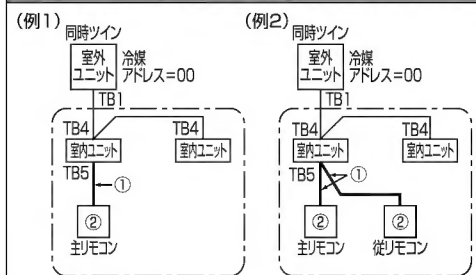 (例1)
同時ツイン
室外
ユニット
冷媒
アドレス=00
TB1
TB4
TB4
室内ユニット
室内ユニット
TB5
①
②
主リモコン
(例2)
同時ツイン
室外
ユニット
冷媒
アドレス=00
TB1
TB4
TB4
室内ユニット
室内ユニット
TB5
①
②
②
主リモコン
従リモコン